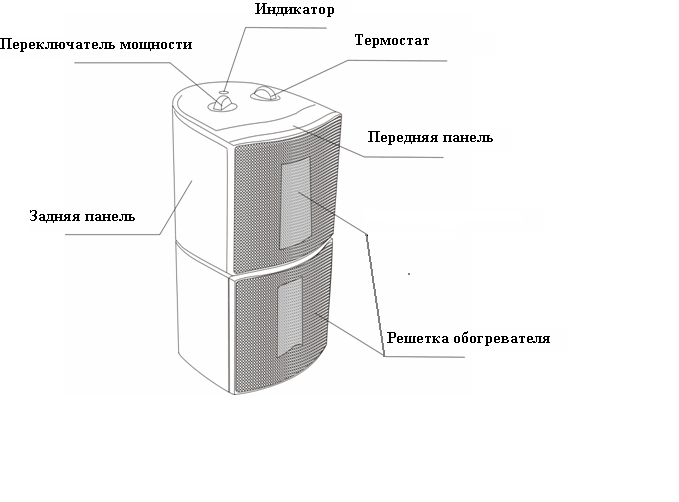 Индикатор
Переключатель мощности
Термостат
Передняя панель
Задняя панель
Решетка обогревателя